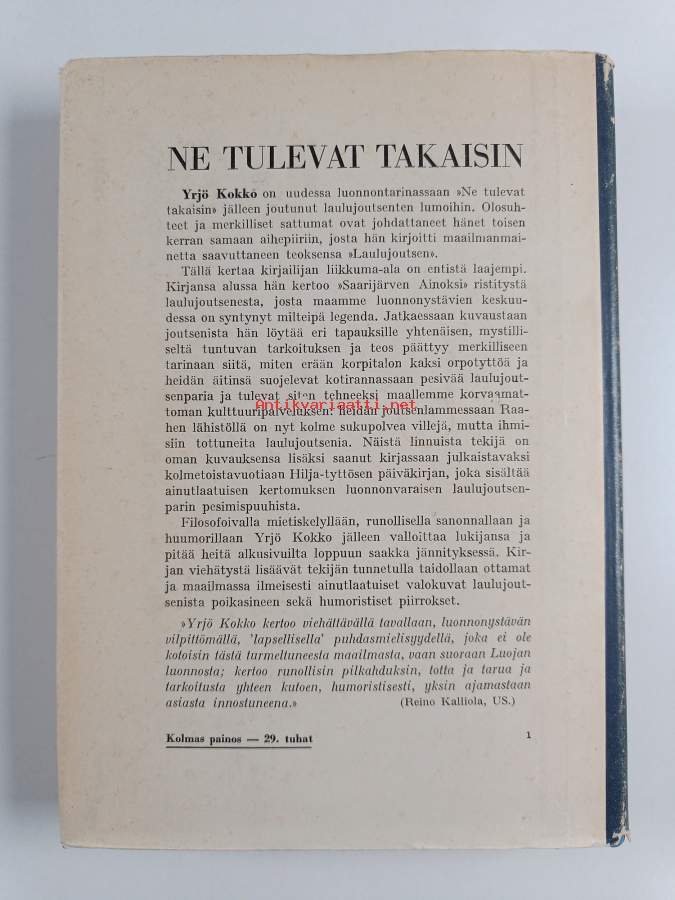 NE TULEVAT TAKAISIN
Yrjö Kokko on uudessa luonnontarinassaan »Ne tulevat
takaisin» jälleen joutunut laulujoutsenten lumoihin. Olosuh-
teet ja merkilliset sattumat ovat johdattaneet hänet toisen
kerran samaan aihepiiriin, josta hän kirjoitti maailmanmai-
netta saavuttaneen teoksensa »Laulujoutsen».
Tällä kertaa kirjailijan liikkuma-ala on entistä laajempi.
Kirjansa alussa hän kertoo »Saarijärven Ainoksi» ristitystä
laulujoutsenesta, josta maamme luonnonystävien keskuu-
dessa on syntynyt milteipä legenda. Jatkaessaan kuvaustaan
joutsenista hän löytää eri tapauksille yhtenäisen, mystilli-
seltä tuntuvan tarkoituksen ja teos päättyy merkilliseen
tarinaan siitä, miten erään korpitalon kaksi orpotyttöä ja
heidän äitinsä suojelevat kotirannassaan pesivää laulujout-
senparia ja tulevat siten tehneeksi maallemme korvaamat-
toman kulttuuripalveluksen: heidän joutsenlammessaan Raa-
Antikvariaatti.net
hen lähistöllä on nyt kolme sukupolvea villejä, mutta ihmi-
siin tottuneita laulujoutsenia. Näistä linnuista tekijä on
oman kuvauksensa lisäksi saanut kirjassaan julkaistavaksi
kolmetoistavuotiaan Hilja-tyttösen päiväkirjan, joka sisältää
ainutlaatuisen kertomuksen luonnonvaraisen laulujoutsen-
parin pesimispuuhista.
Filosofoivalla mietiskelyllään, runollisella sanonnallaan ja
huumorillaan Yrjö Kokko jälleen valloittaa lukijansa ja
pitää heitä alkusivuilta loppuun saakka jännityksessä. Kir-
jan viehätystä lisäävät tekijän tunnetulla taidollaan ottamat
ja maailmassa ilmeisesti ainutlaatuiset valokuvat laulujout-
senista poikasineen sekä humoristiset piirrokset.
»Yrjö Kokko kertoo viehättävällä tavallaan, luonnonystävän
vilpittömällä, 'lapsellisella' puhdasmielisyydellä, joka ei ole
kotoisin tästä turmeltuneesta maailmasta, vaan suoraan Luojan
luonnosta; kertoo runollisin pilkahduksin, totta ja tarua ja
tarkoitusta yhteen kutoen, humoristisesti, yksin ajamastaan
asiasta innostuneena.» (Reino Kalliola, US.)
Kolmas painos — 29. tuhat 1